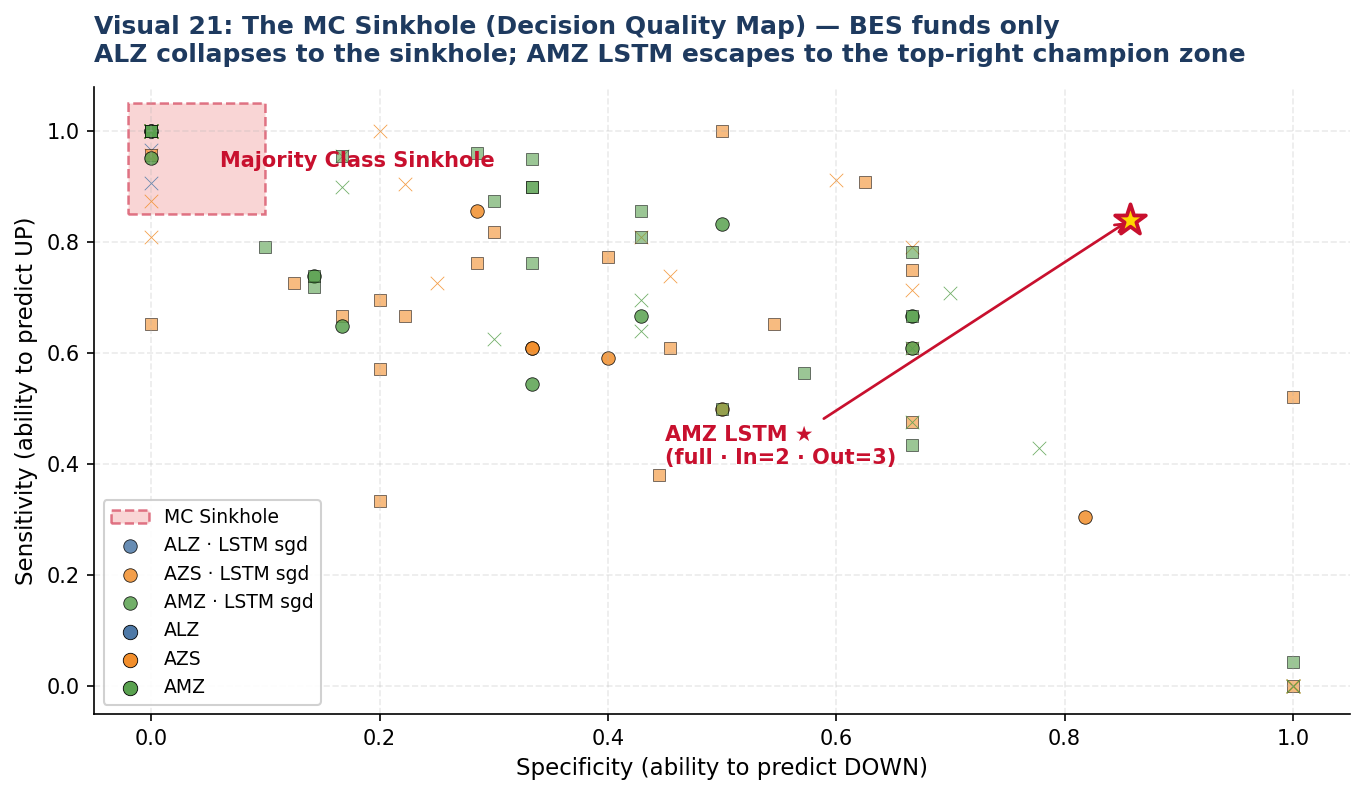 Visual 21: The MC Sinkhole (Decision Quality Map) — BES funds only
ALZ collapses to the sinkhole; AMZ LSTM escapes to the top-right champion zone
Sensitivity (ability to predict UP)
1.0
0.8
0.6
0.4
0.2
0.0
Majority Class Sinkhole
AMZ LSTM ★
(full · In=2 · Out=3)
MC Sinkhole
ALZ · LSTM sgd
AZS · LSTM sgd
AMZ · LSTM sgd
ALZ
AZS
AMZ
0.0 0.2 0.4 0.6 0.8 1.0
Specificity (ability to predict DOWN)